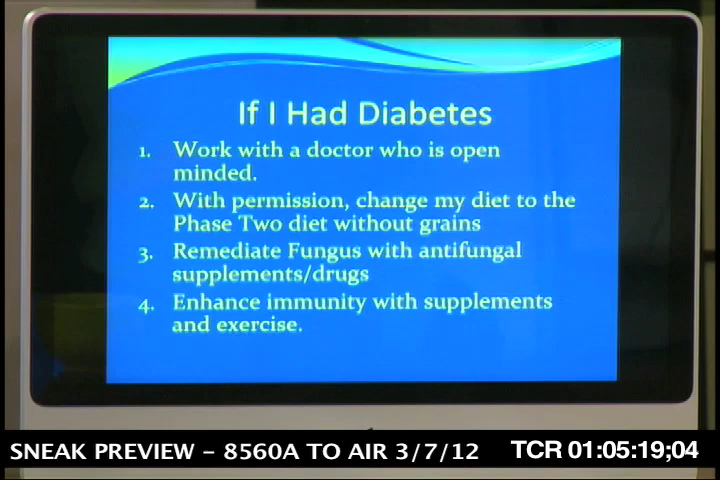 If I Had Diabetes
1. Work with a doctor who is open
minded.
2. With permission, change my diet to the
Phase Two diet without grains
3. Remediate Fungus with antifungal
supplements/drugs
4. Enhance immunity with supplements
and exercise.
SNEAK PREVIEW – 8560A TO AIR 3/7/12 TCR 01:05:19;04